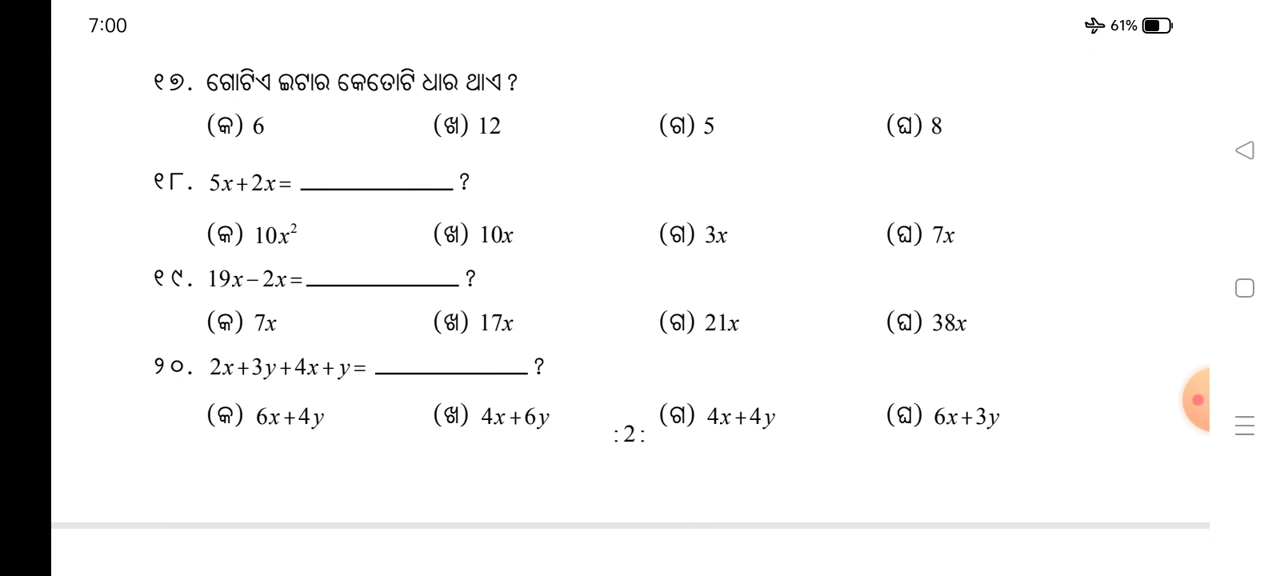 7:00 61%
୧୭. ଗୋଟିଏ ଇଟାର କେତୋଟି ଧାର ଥାଏ ?
(କ) 6 (ଖ) 12 (ଗ) 5 (ଘ) 8
୧୮. 5x+2x= ____________ ?
(କ) 10x² (ଖ) 10x (ଗ) 3x (ଘ) 7x
୧୯. 19x−2x= ____________ ?
(କ) 7x (ଖ) 17x (ଗ) 21x (ଘ) 38x
୨୦. 2x+3y+4x+y= ____________ ?
(କ) 6x+4y (ଖ) 4x+6y (ଗ) 4x+4y (ଘ) 6x+3y
:2: